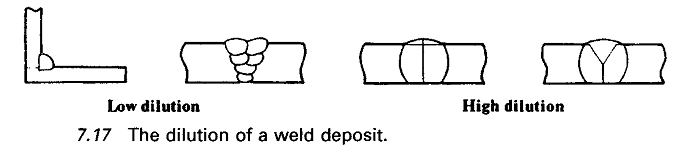 Low dilution
High dilution
7.17 The dilution of a weld deposit.